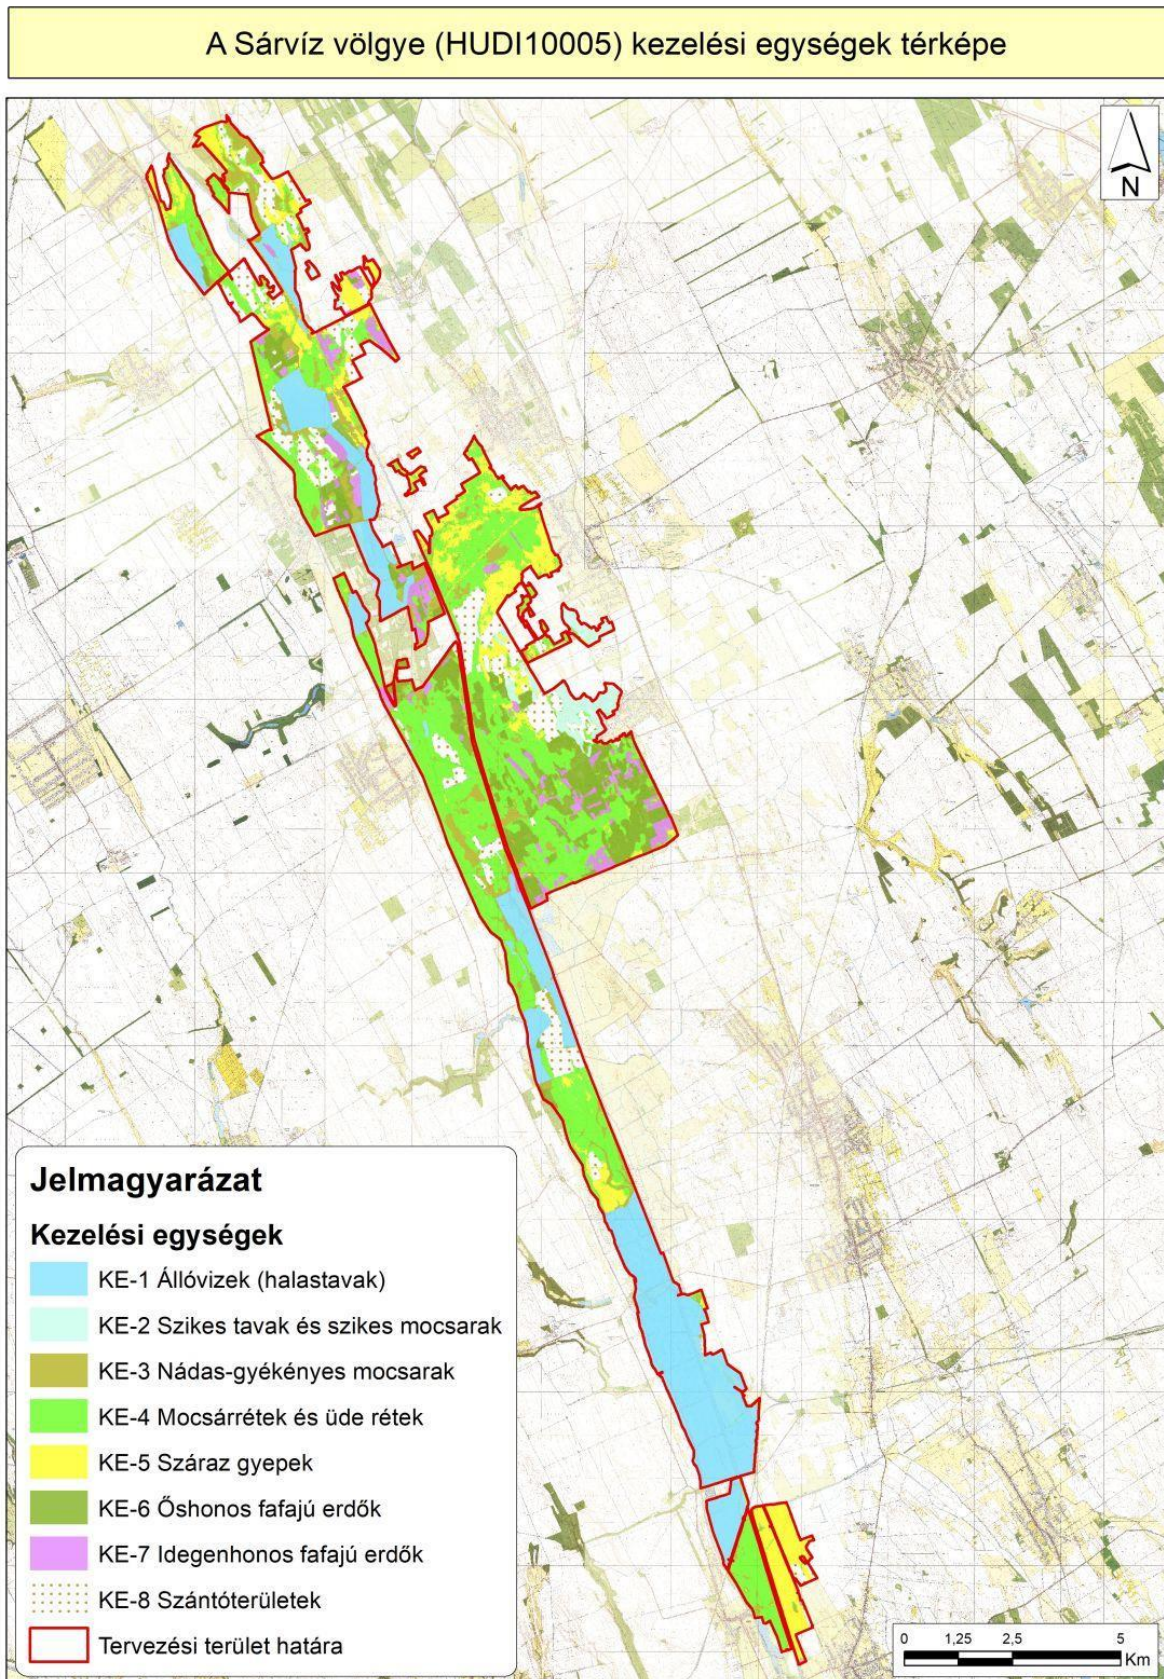 A Sárvíz völgye (HUDI10005) kezelési egységek térképe
N
Jelmagyarázat
Kezelési egységek
KE-1 Állóvizek (halastavak)
KE-2 Szikes tavak és szikes mocsarak
KE-3 Nádas-gyékényes mocsarak
KE-4 Mocsárrétek és üde rétek
KE-5 Száraz gyepek
KE-6 Őshonos fafajú erdők
KE-7 Idegenhonos fafajú erdők
KE-8 Szántóterületek
Tervezési terület határa
0 1,25 2,5 5
Km